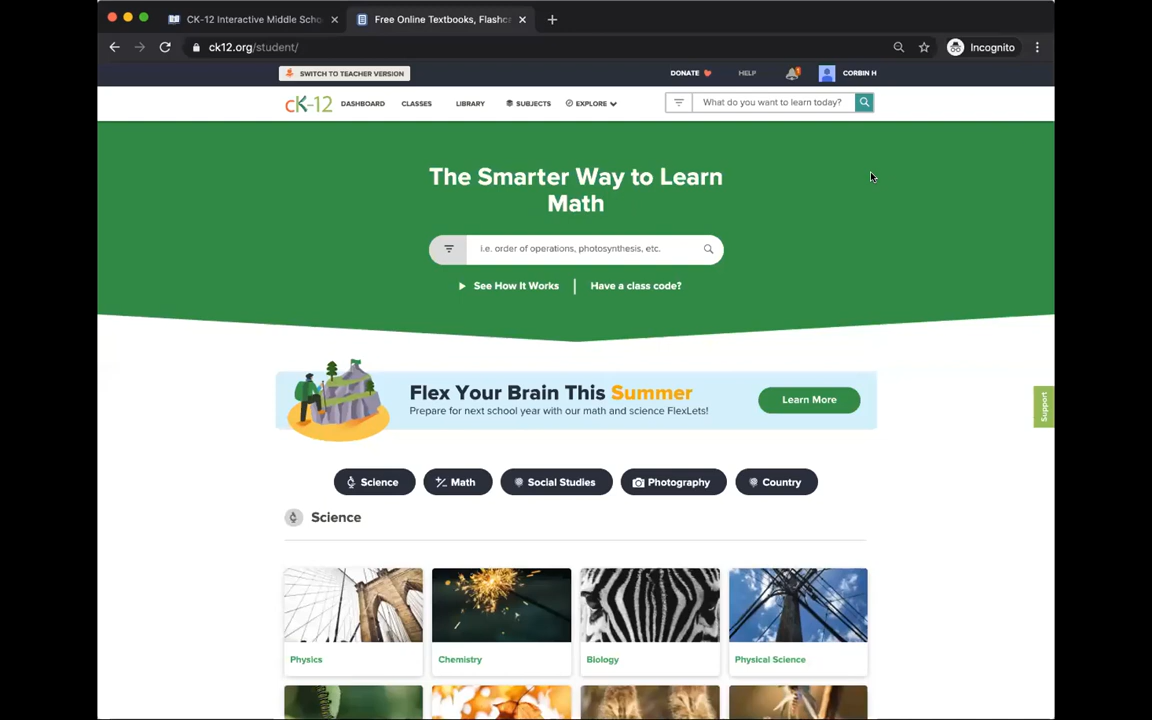 CK-12 Interactive Middle Scho
Free Online Textbooks, Flashca
ck12.org/student/
Incognito
SWITCH TO TEACHER VERSION
DONATE
HELP
CORBIN H
cK-12
DASHBOARD
CLASSES
LIBRARY
SUBJECTS
EXPLORE
What do you want to learn today?
The Smarter Way to Learn
Math
i.e. order of operations, photosynthesis, etc.
See How It Works
Have a class code?
Flex Your Brain This Summer
Prepare for next school year with our math and science FlexLets!
Learn More
Support
Science
Math
Social Studies
Photography
Country
Science
Physics
Chemistry
Biology
Physical Science